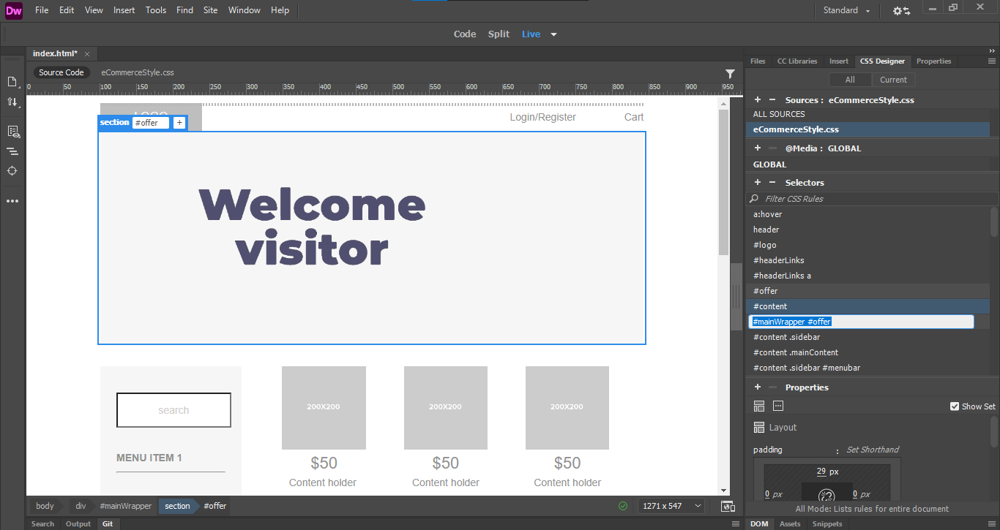 Dw File Edit View Insert Tools Find Site Window Help Standard
Code Split Live
index.html*
Source Code eCommerceStyle.css
0 50 100 150 200 250 300 350 400 450 500 550 600 650 700 750 800 850 900 950
LOGO
section #offer +
Login/Register Cart
Welcome
visitor
search
MENU ITEM 1
200X200 200X200 200X200
$50 $50 $50
Content holder Content holder Content holder
body div #mainWrapper section #offer 1271 x 547
Search Output Git
Files CC Libraries Insert CSS Designer Properties
All Current
+ − Sources : eCommerceStyle.css
ALL SOURCES
eCommerceStyle.css
+ − @Media : GLOBAL
GLOBAL
+ − Selectors
Filter CSS Rules
a:hover
header
#logo
#headerLinks
#headerLinks a
#offer
#content
#mainWrapper #offer
#content .sidebar
#content .mainContent
#content .sidebar #menubar
+ − Properties
Show Set
Layout
padding : Set Shorthand
29 px
0 px 0 px
All Mode: Lists rules for entire document
DOM Assets Snippets